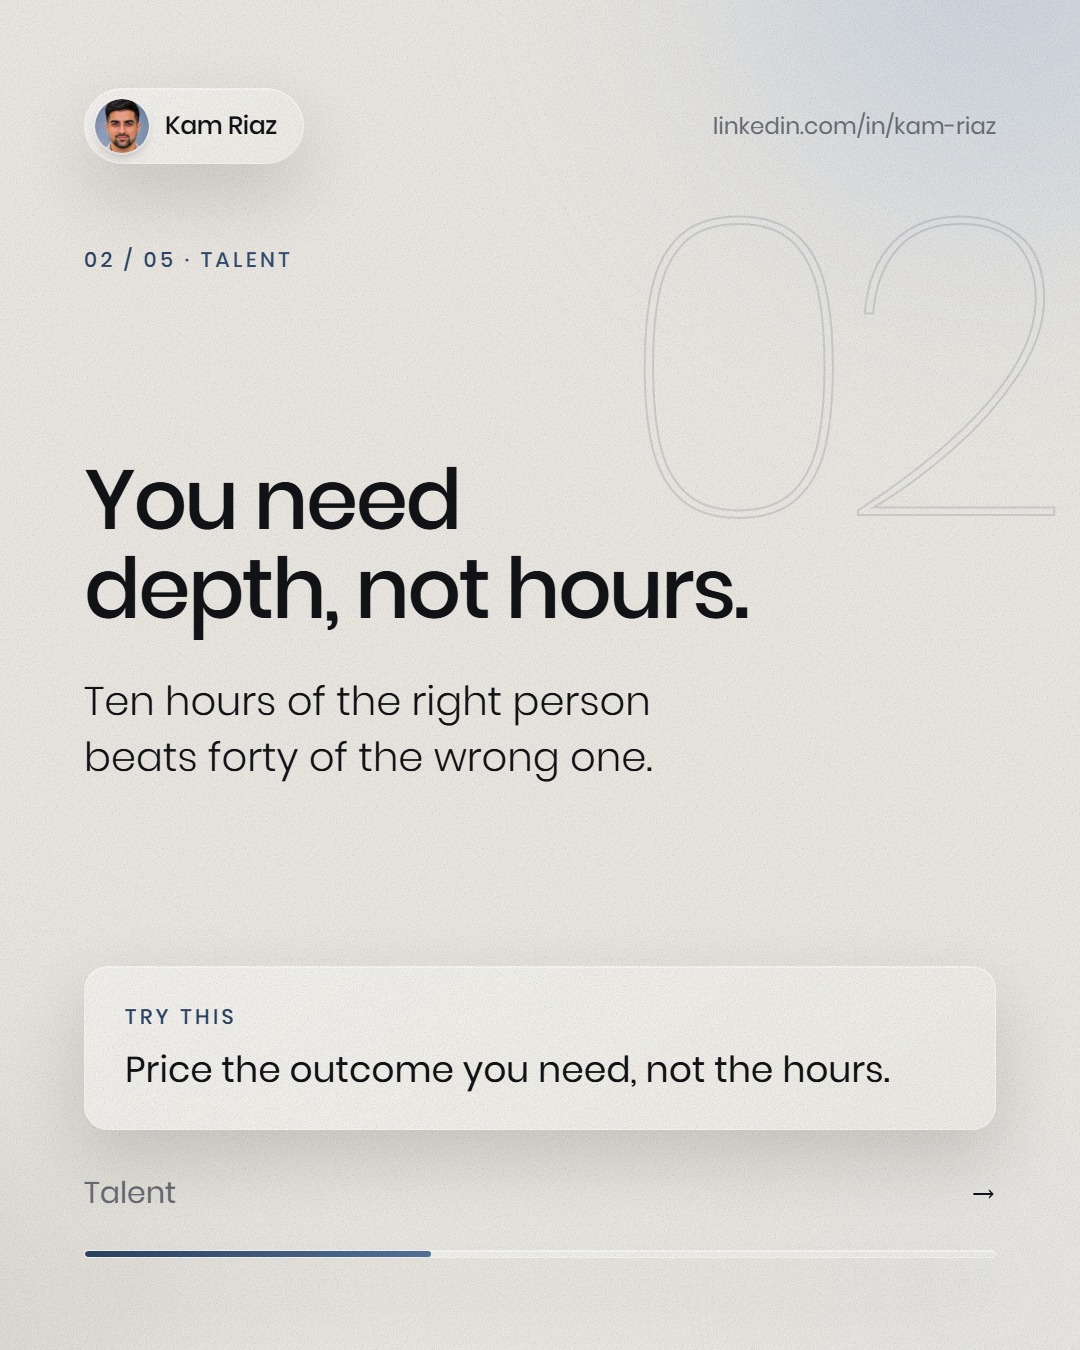 Kam Riaz
linkedin.com/in/kam-riaz
02 / 05 · TALENT
02
You need
depth, not hours.
Ten hours of the right person
beats forty of the wrong one.
TRY THIS
Price the outcome you need, not the hours.
Talent →